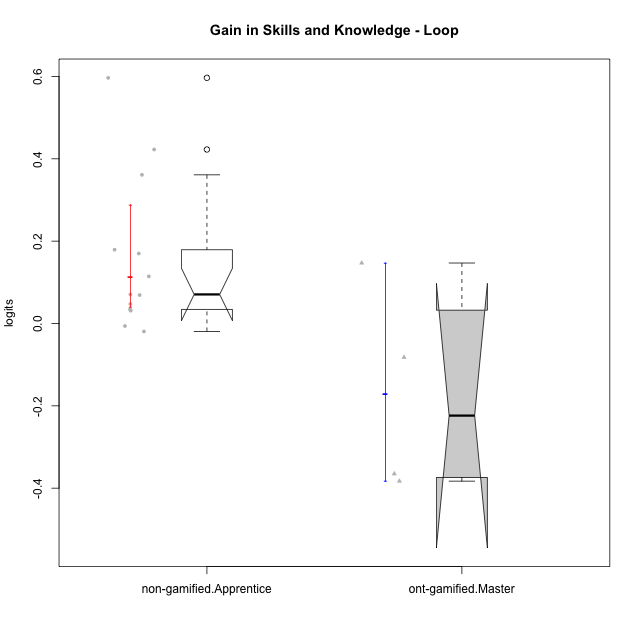 Gain in Skills and Knowledge - Loop
logits
0.6
0.4
0.2
0.0
-0.2
-0.4
non-gamified.Apprentice
ont-gamified.Master